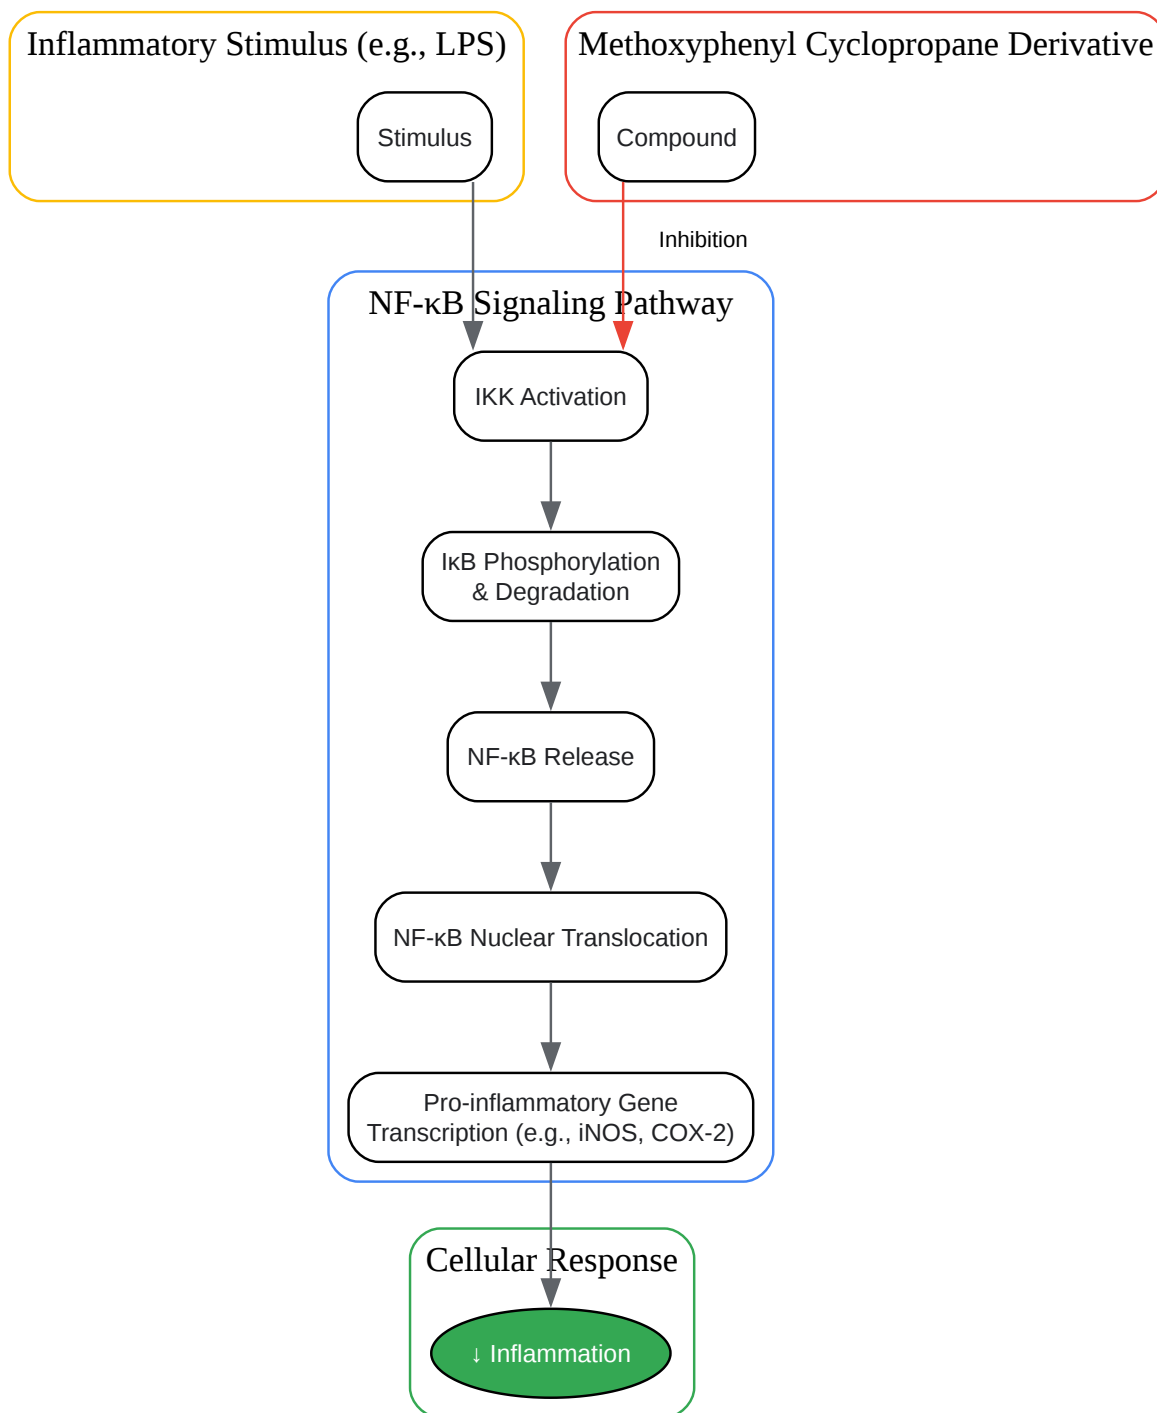 Inflammatory Stimulus (e.g., LPS)
Methoxyphenyl Cyclopropane Derivative
Stimulus
Compound
Inhibition
NF-κB Signaling Pathway
IKK Activation
IκB Phosphorylation
& Degradation
NF-κB Release
NF-κB Nuclear Translocation
Pro-inflammatory Gene
Transcription (e.g., iNOS, COX-2)
Cellular Response
↓ Inflammation